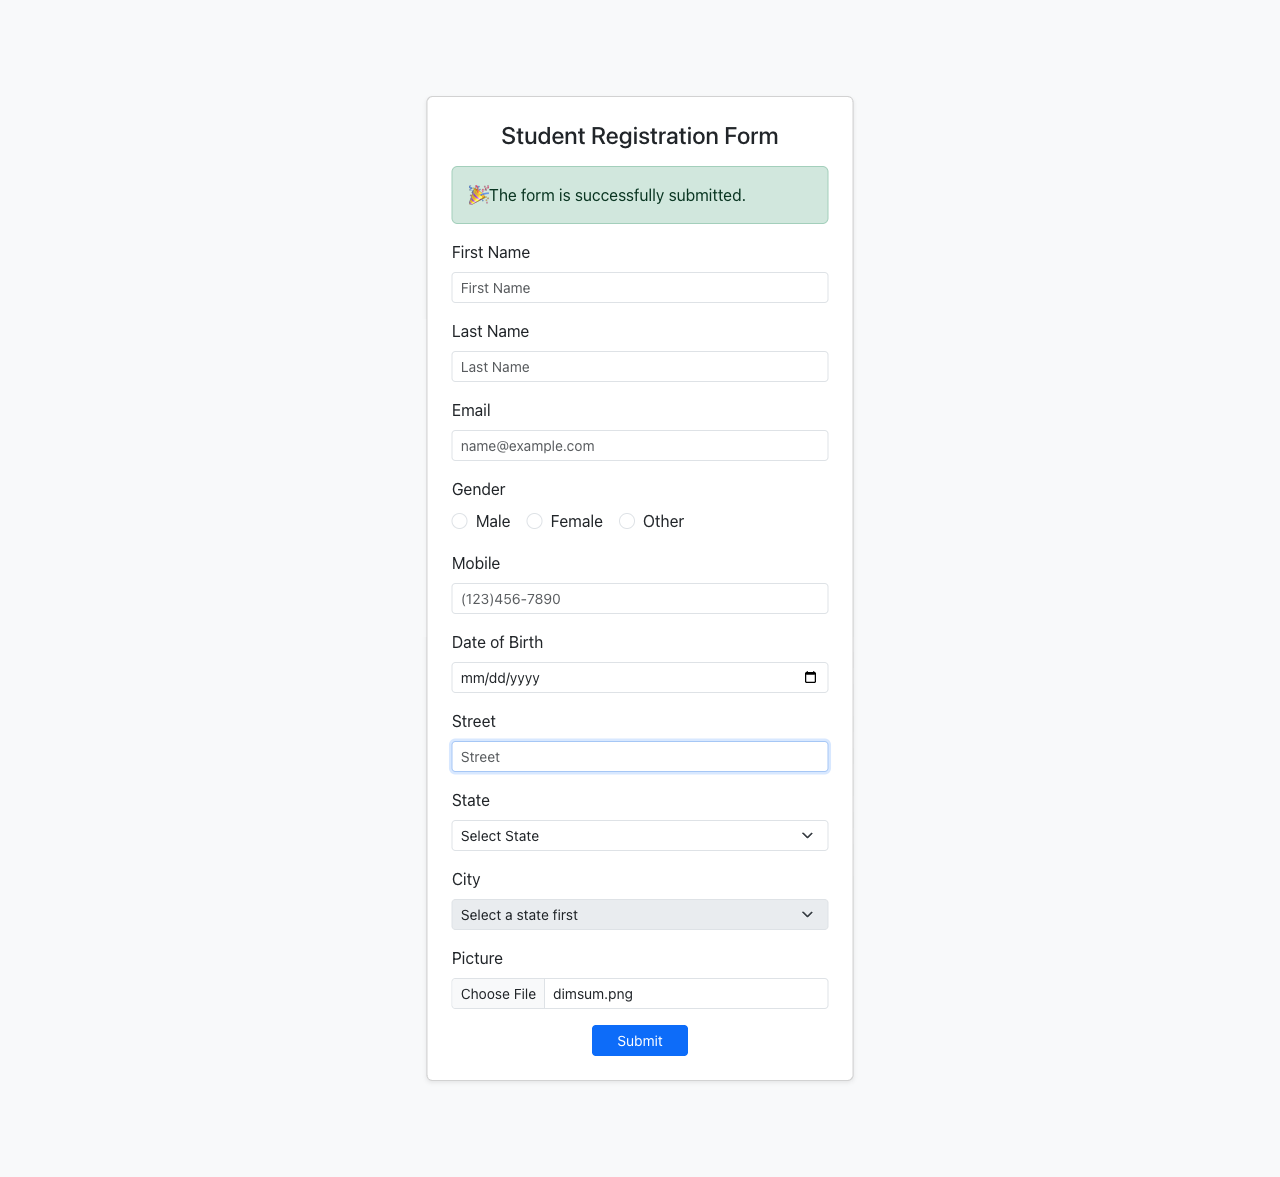 Student Registration Form
🎉The form is successfully submitted.
First Name
First Name
Last Name
Last Name
Email
name@example.com
Gender
Male Female Other
Mobile
(123)456-7890
Date of Birth
mm/dd/yyyy
Street
Street
State
Select State
City
Select a state first
Picture
Choose File dimsum.png
Submit